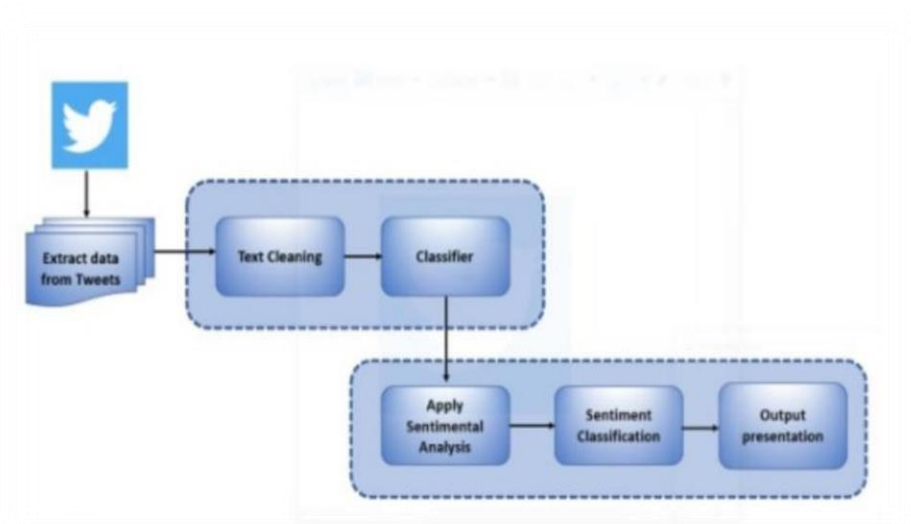 Extract data
from Tweets
Text Cleaning
Classifier
Apply
Sentimental
Analysis
Sentiment
Classification
Output
presentation